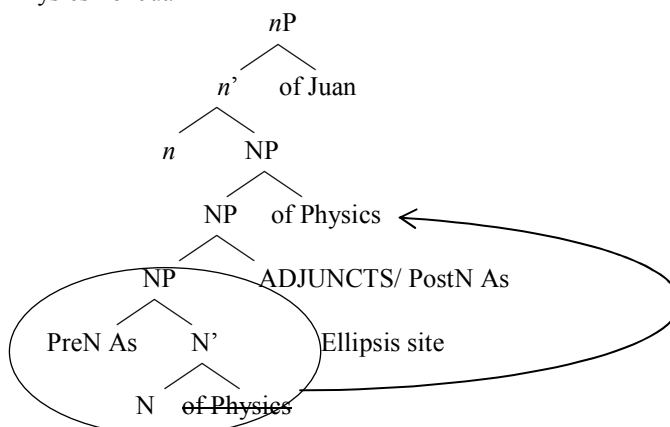 nP
n' of Juan
n NP
NP of Physics
NP ADJUNCTS/ PostN As
PreN As N' Ellipsis site
N of Physics